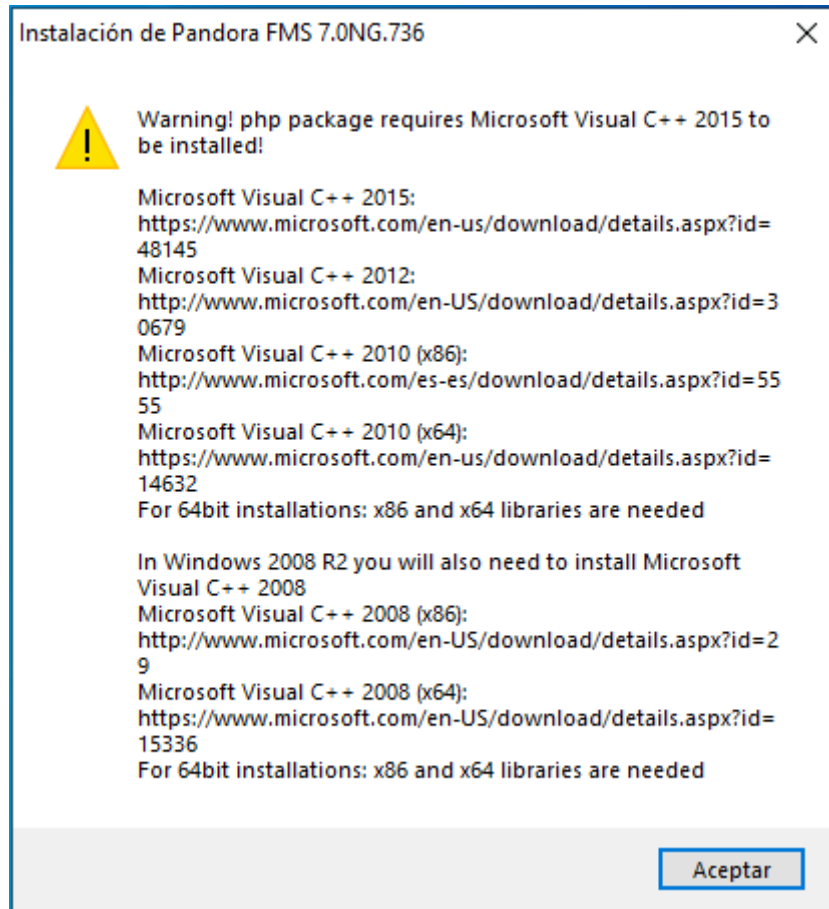 Instalación de Pandora FMS 7.0NG.736
Warning! php package requires Microsoft Visual C++ 2015 to
be installed!
Microsoft Visual C++ 2015:
https://www.microsoft.com/en-us/download/details.aspx?id=
48145
Microsoft Visual C++ 2012:
http://www.microsoft.com/en-US/download/details.aspx?id=3
0679
Microsoft Visual C++ 2010 (x86):
http://www.microsoft.com/es-es/download/details.aspx?id=55
55
Microsoft Visual C++ 2010 (x64):
https://www.microsoft.com/en-us/download/details.aspx?id=
14632
For 64bit installations: x86 and x64 libraries are needed
In Windows 2008 R2 you will also need to install Microsoft
Visual C++ 2008
Microsoft Visual C++ 2008 (x86):
http://www.microsoft.com/en-US/download/details.aspx?id=2
9
Microsoft Visual C++ 2008 (x64):
https://www.microsoft.com/en-US/download/details.aspx?id=
15336
For 64bit installations: x86 and x64 libraries are needed
Aceptar